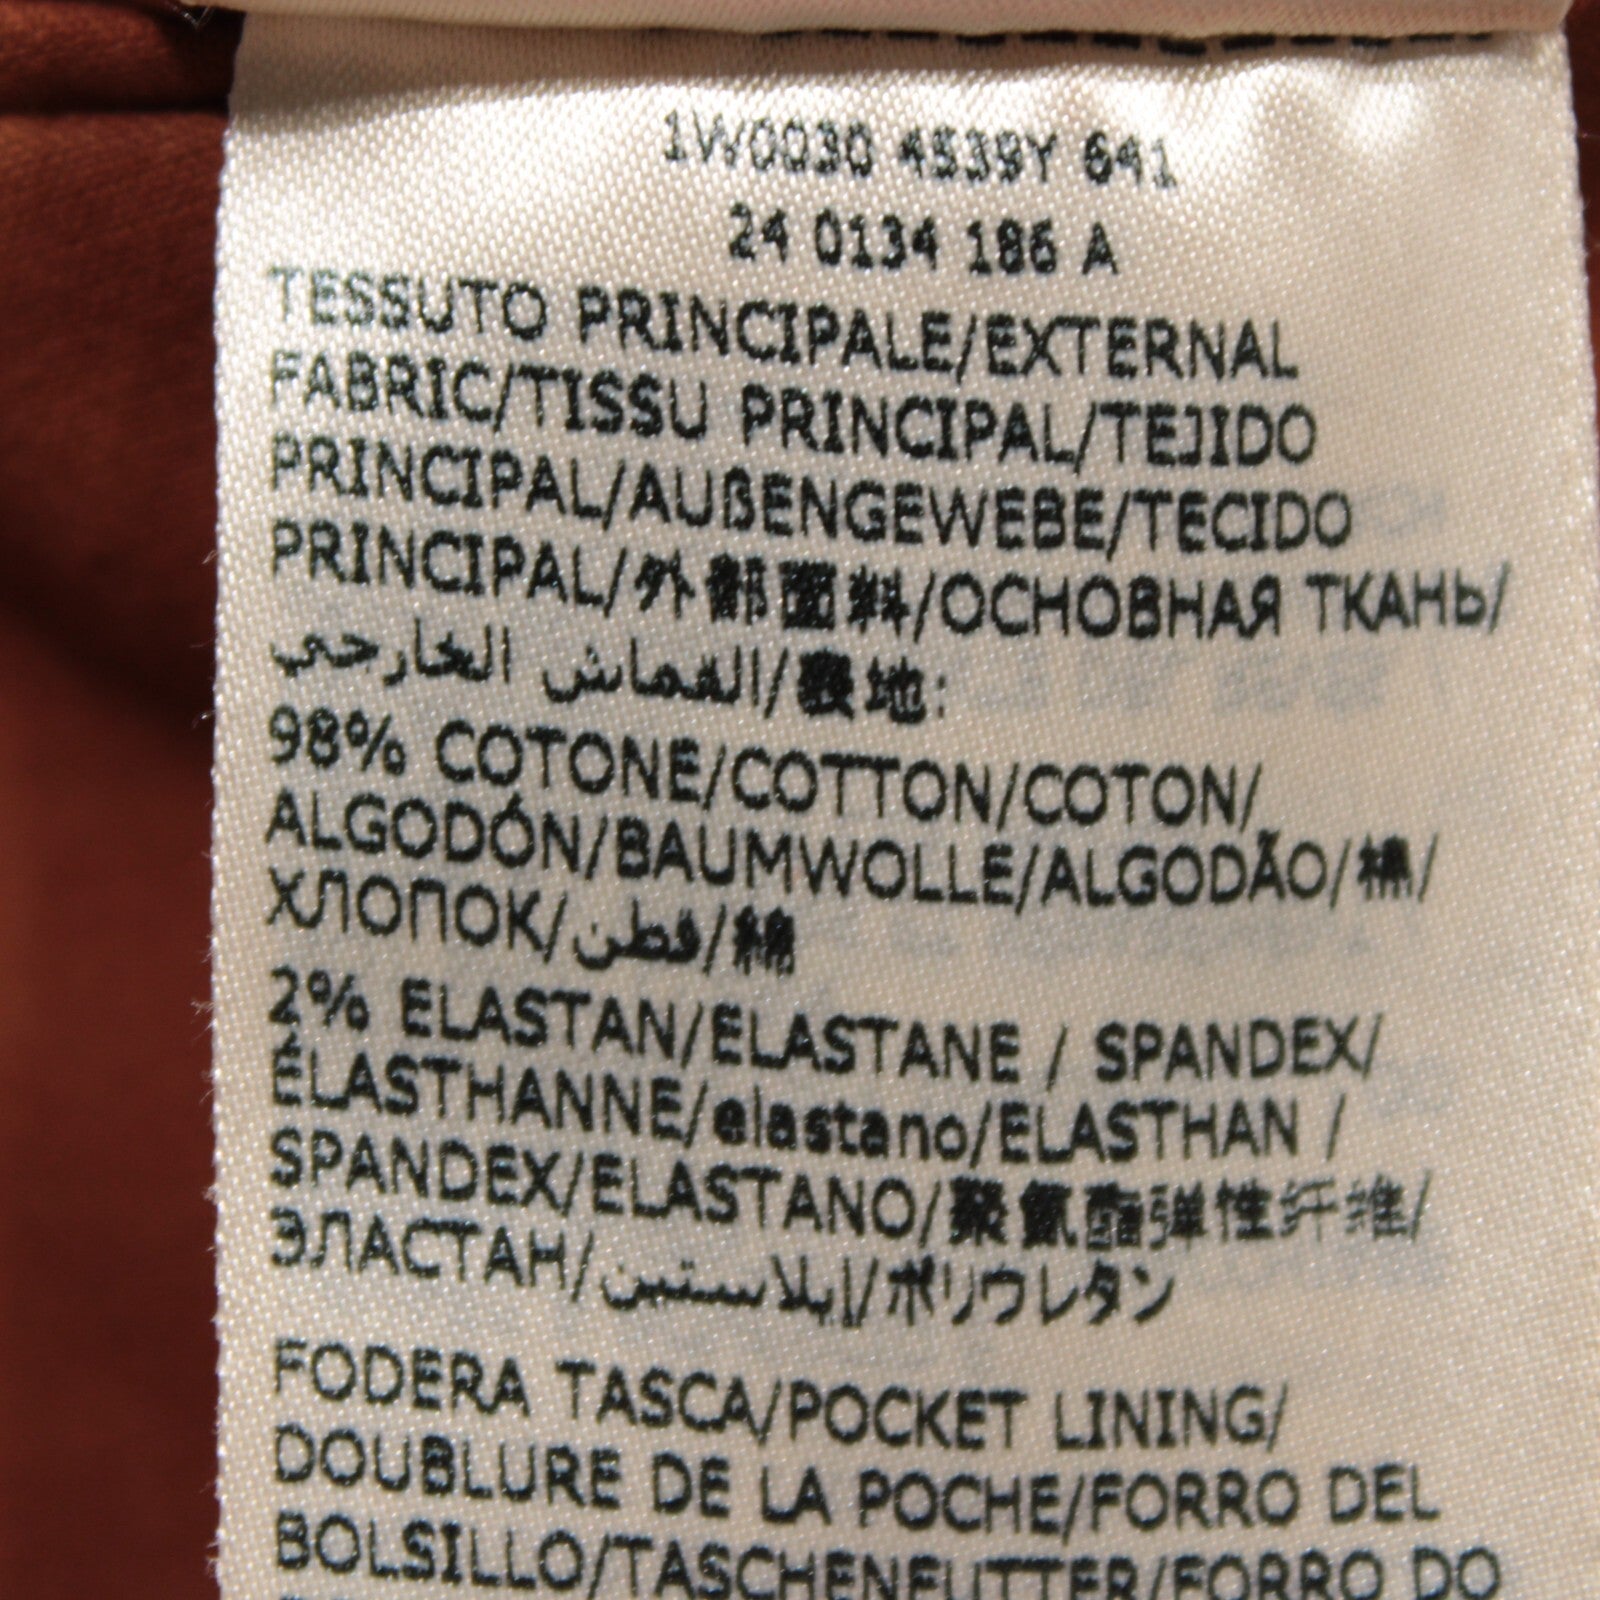 1W0030 4539Y 641
24 0134 186 A
TESSUTO PRINCIPALE/EXTERNAL
FABRIC/TISSU PRINCIPAL/TEJIDO
PRINCIPAL/AUßENGEWEBE/TECIDO
PRINCIPAL/外部面料/ОСНОВНАЯ ТКАНЬ/
القماش الخارجي/表地:
98% COTONE/COTTON/COTON/
ALGODÓN/BAUMWOLLE/ALGODÃO/棉/
ХЛОПОК/قطن/綿
2% ELASTAN/ELASTANE / SPANDEX/
ÉLASTHANNE/elastano/ELASTHAN /
SPANDEX/ELASTANO/聚氨酯弹性纤维/
ЭЛАСТАН/إيلاستين/ポリウレタン
FODERA TASCA/POCKET LINING/
DOUBLURE DE LA POCHE/FORRO DEL
BOLSILLO/TASCHENFUTTER/FORRO DO